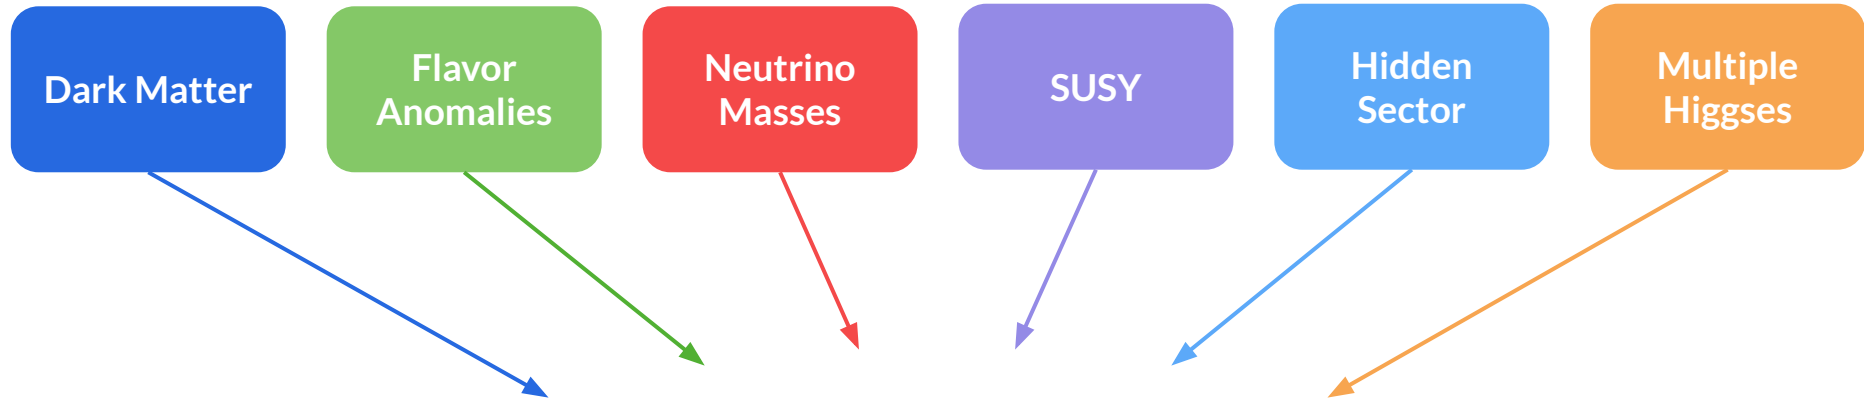 Dark Matter
Flavor
Anomalies
Neutrino
Masses
SUSY
Hidden
Sector
Multiple
Higgses